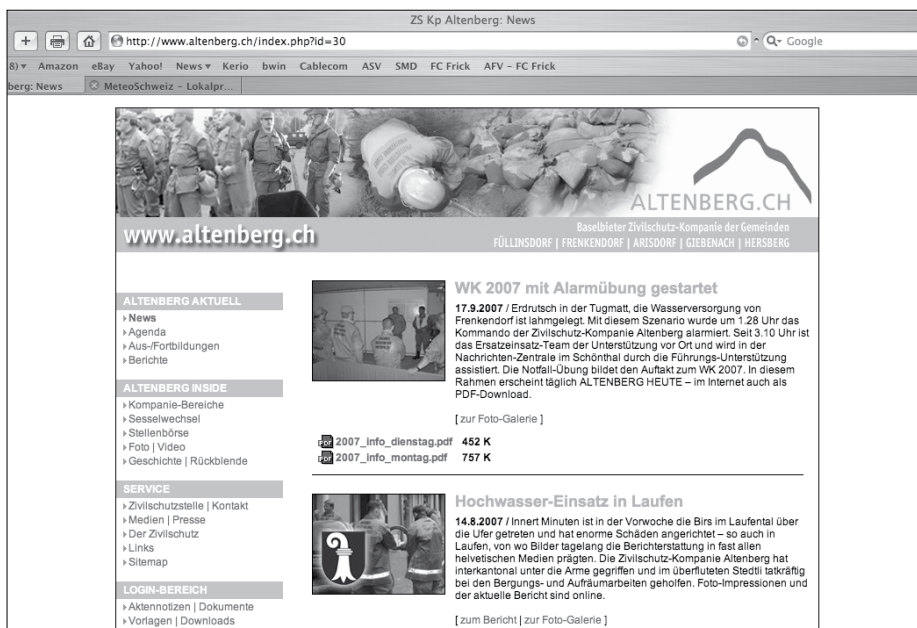 ZS Kp Altenberg: News
http://www.altenberg.ch/index.php?id=30
Google
8) Amazon eBay Yahoo! News Kerio bwin Cablecom ASV SMD FC Frick AFV – FC Frick
berg: News MeteoSchweiz – Lokalpr...
ALTENBERG.CH
www.altenberg.ch
Baselbieter Zivilschutz-Kompanie der Gemeinden
FÜLLINSDORF | FRENKENDORF | ARISDORF | GIEBENACH | HERSBERG
ALTENBERG AKTUELL
News
Agenda
Aus-/Fortbildungen
Berichte
ALTENBERG INSIDE
Kompanie-Bereiche
Sesselwechsel
Stellenbörse
Foto | Video
Geschichte | Rückblende
SERVICE
Zivilschutzstelle | Kontakt
Medien | Presse
Der Zivilschutz
Links
Sitemap
LOGIN-BEREICH
Aktennotizen | Dokumente
Vorlagen | Downloads
WK 2007 mit Alarmübung gestartet
17.9.2007 / Erdrutsch in der Tugmatt, die Wasserversorgung von
Frenkendorf ist lahmgelegt. Mit diesem Szenario wurde um 1.28 Uhr das
Kommando der Zivilschutz-Kompanie Altenberg alarmiert. Seit 3.10 Uhr ist
das Ersatzeinsatz-Team der Unterstützung vor Ort und wird in der
Nachrichten-Zentrale im Schönthal durch die Führungs-Unterstützung
assistiert. Die Notfall-Übung bildet den Auftakt zum WK 2007. In diesem
Rahmen erscheint täglich ALTENBERG HEUTE – im Internet auch als
PDF-Download.
[ zur Foto-Galerie ]
PDF 2007_info_dienstag.pdf 452 K
PDF 2007_info_montag.pdf 757 K
Hochwasser-Einsatz in Laufen
14.8.2007 / Innert Minuten ist in der Vorwoche die Birs im Laufental über
die Ufer getreten und hat enorme Schäden angerichtet – so auch in
Laufen, von wo Bilder tagelang die Berichterstattung in fast allen
helvetischen Medien prägten. Die Zivilschutz-Kompanie Altenberg hat
interkantonal unter die Arme gegriffen und im überfluteten Stedtli tatkräftig
bei den Bergungs- und Aufräumarbeiten geholfen. Foto-Impressionen und
der aktuelle Bericht sind online.
[ zum Bericht | zur Foto-Galerie ]